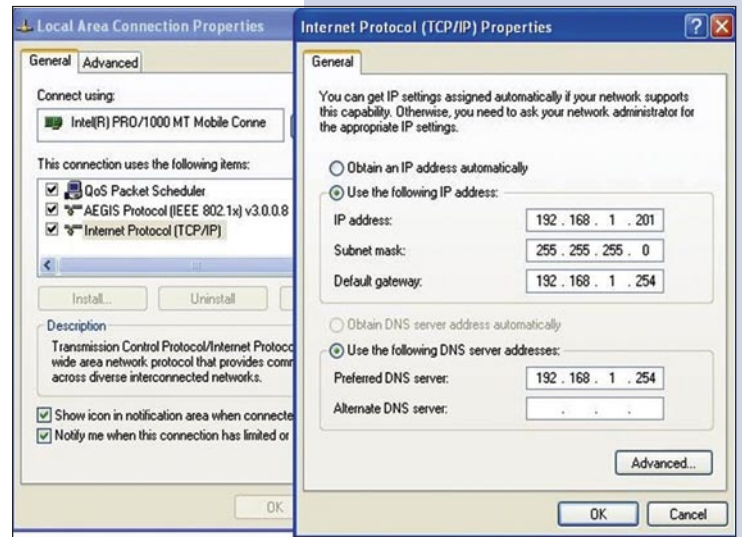 Local Area Connection Properties
General Advanced
Connect using:
Intel(R) PRO/1000 MT Mobile Conne
This connection uses the following items:
QoS Packet Scheduler
AEGIS Protocol (IEEE 802.1x) v3.0.0.8
Internet Protocol (TCP/IP)
Install... Uninstall
Description
Transmission Control Protocol/Internet Protoco
wide area network protocol that provides comm
across diverse interconnected networks.
Show icon in notification area when connecte
Notify me when this connection has limited or
OK
Internet Protocol (TCP/IP) Properties
General
You can get IP settings assigned automatically if your network supports
this capability. Otherwise, you need to ask your network administrator for
the appropriate IP settings.
Obtain an IP address automatically
Use the following IP address:
IP address: 192 . 168 . 1 . 201
Subnet mask: 255 . 255 . 255 . 0
Default gateway: 192 . 168 . 1 . 254
Obtain DNS server address automatically
Use the following DNS server addresses:
Preferred DNS server: 192 . 168 . 1 . 254
Alternate DNS server: . . .
Advanced...
OK Cancel